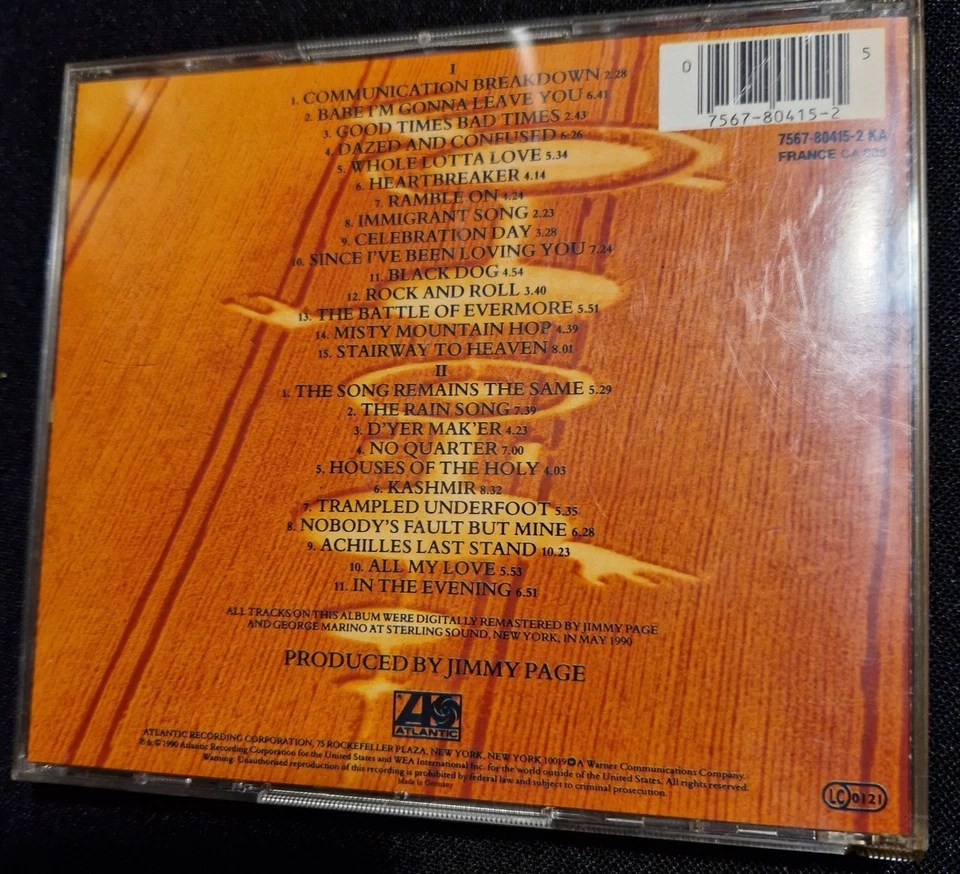 I
1. COMMUNICATION BREAKDOWN 2.28
2. BABE I'M GONNA LEAVE YOU 6.41
3. GOOD TIMES BAD TIMES 2.43
4. DAZED AND CONFUSED 6.26
5. WHOLE LOTTA LOVE 5.34
6. HEARTBREAKER 4.14
7. RAMBLE ON 4.24
8. IMMIGRANT SONG 2.23
9. CELEBRATION DAY 3.28
10. SINCE I'VE BEEN LOVING YOU 7.24
11. BLACK DOG 4.54
12. ROCK AND ROLL 3.40
13. THE BATTLE OF EVERMORE 5.51
14. MISTY MOUNTAIN HOP 4.39
15. STAIRWAY TO HEAVEN 8.01
II
1. THE SONG REMAINS THE SAME 5.29
2. THE RAIN SONG 7.39
3. D'YER MAK'ER 4.23
4. NO QUARTER 7.00
5. HOUSES OF THE HOLY 4.03
6. KASHMIR 8.32
7. TRAMPLED UNDERFOOT 5.35
8. NOBODY'S FAULT BUT MINE 6.28
9. ACHILLES LAST STAND 10.23
10. ALL MY LOVE 5.53
11. IN THE EVENING 6.51
0 5
7567-80415-2
7567-80415-2 KA
FRANCE CA
ALL TRACKS ON THIS ALBUM WERE DIGITALLY REMASTERED BY JIMMY PAGE
AND GEORGE MARINO AT STERLING SOUND, NEW YORK, IN MAY 1990
PRODUCED BY JIMMY PAGE
ATLANTIC
ATLANTIC RECORDING CORPORATION, 75 ROCKEFELLER PLAZA, NEW YORK, NEW YORK 10019 A Warner Communications Company.
℗ & © 1990 Atlantic Recording Corporation for the United States and WEA International Inc. for the world outside of the United States. All rights reserved.
Warning: Unauthorized reproduction of this recording is prohibited by federal law and subject to criminal prosecution.
Made in Germany
LC 0121